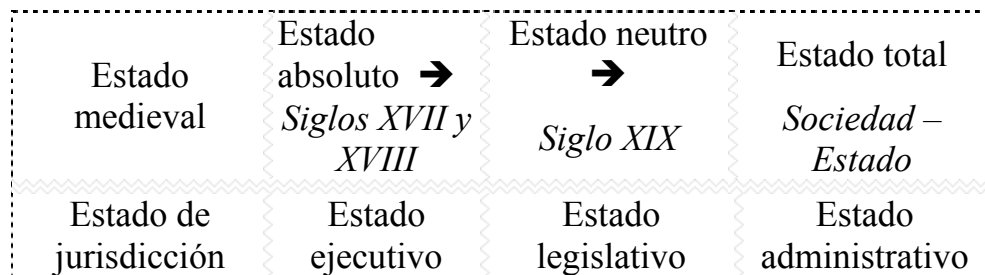 Estado
medieval
Estado
absoluto ➔
Siglos XVII y
XVIII
Estado neutro
➔
Siglo XIX
Estado total
Sociedad –
Estado
Estado de
jurisdicción
Estado
ejecutivo
Estado
legislativo
Estado
administrativo